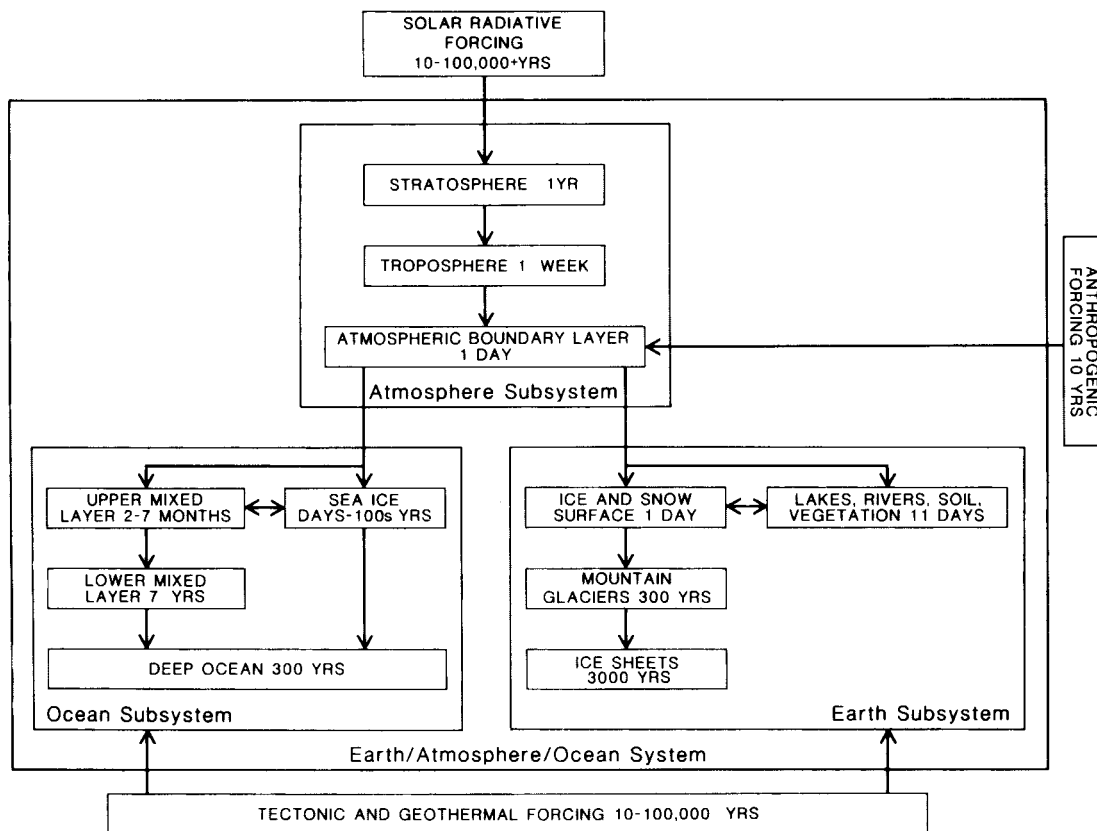 SOLAR RADIATIVE
FORCING
10-100,000+YRS
STRATOSPHERE 1YR
TROPOSPHERE 1 WEEK
ATMOSPHERIC BOUNDARY LAYER
1 DAY
Atmosphere Subsystem
ANTHROPOGENIC
FORCING 10 YRS
UPPER MIXED
LAYER 2-7 MONTHS
SEA ICE
DAYS-100s YRS
LOWER MIXED
LAYER 7 YRS
DEEP OCEAN 300 YRS
Ocean Subsystem
ICE AND SNOW
SURFACE 1 DAY
LAKES, RIVERS, SOIL,
VEGETATION 11 DAYS
MOUNTAIN
GLACIERS 300 YRS
ICE SHEETS
3000 YRS
Earth Subsystem
Earth/Atmosphere/Ocean System
TECTONIC AND GEOTHERMAL FORCING 10-100,000 YRS